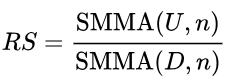 RS = SMMA(U, n) / SMMA(D, n)